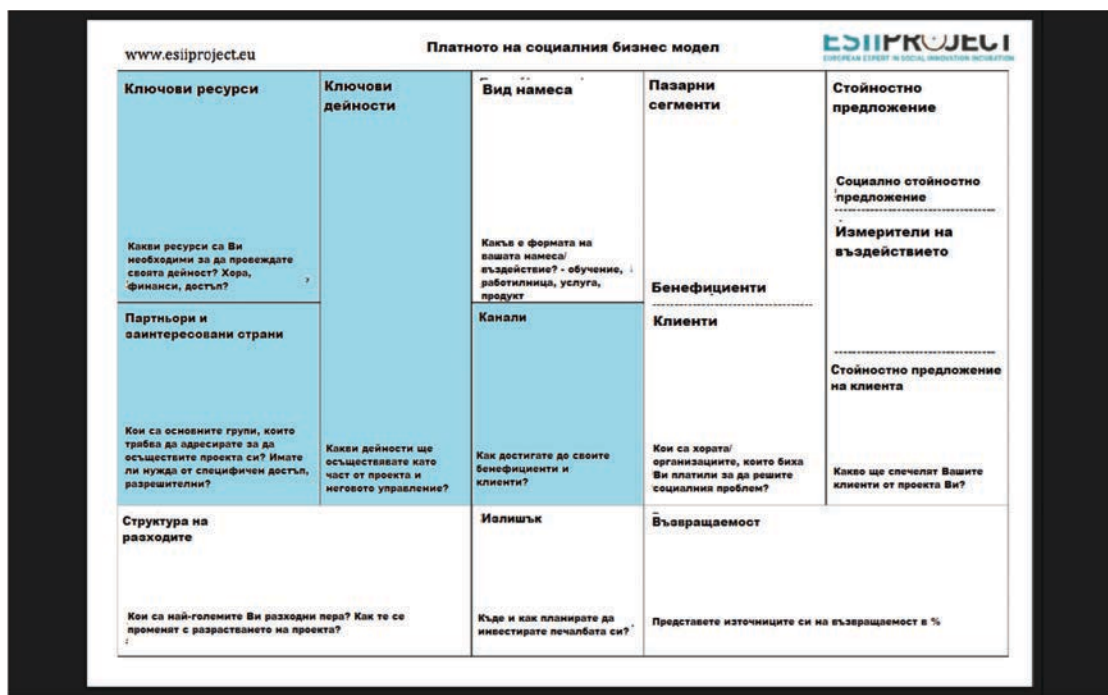 www.esiiproject.eu
Платното на социалния бизнес модел
ESIIPROJECT
EUROPEAN EXPERT IN SOCIAL INNOVATION INCUBATION
Ключови ресурси
Какви ресурси са Ви
необходими за да провеждате
своята дейност? Хора,
финанси, достъп?
Партньори и
заинтересовани страни
Кои са основните групи, които
трябва да адресирате за да
осъществите проекта си? Имате
ли нужда от специфичен достъп,
разрешителни?
Ключови
дейности
Какви дейности ще
осъществявате като
част от проекта и
неговото управление?
Вид намеса
Какъв е формата на
вашата намеса/
въздействие? - обучение,
работилница, услуга,
продукт
Канали
Как достигате до своите
бенефициенти и
клиенти?
Пазарни
сегменти
Бенефициенти
Клиенти
Кои са хората/
организациите, които биха
Ви платили за да решите
социалния проблем?
Стойностно
предложение
Социално стойностно
предложение
Измерители на
въздействието
Стойностно предложение
на клиента
Какво ще спечелят Вашите
клиенти от проекта Ви?
Структура на
разходите
Кои са най-големите Ви разходни пера? Как те се
променят с разрастването на проекта?
Излишък
Къде и как планирате да
инвестирате печалбата си?
Възвращаемост
Представете източниците си на възвращаемост в %